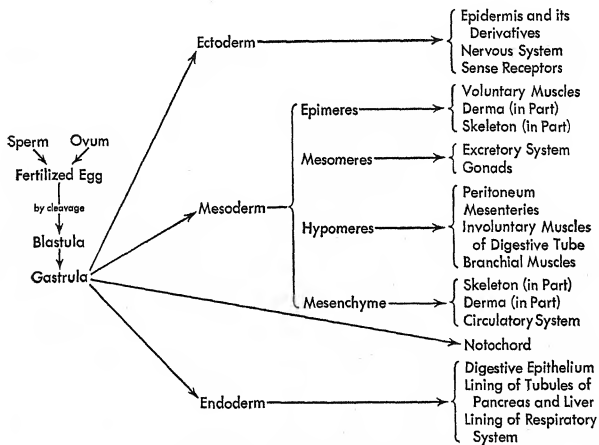 Epidermis and its
Derivatives
Nervous System
Sense Receptors
Ectoderm
Voluntary Muscles
Derma (in Part)
Skeleton (in Part)
Epimeres
Sperm Ovum
Fertilized Egg
by cleavage
Blastula
Gastrula
Mesoderm
Mesomeres
Excretory System
Gonads
Hypomeres
Peritoneum
Mesenteries
Involuntary Muscles
of Digestive Tube
Branchial Muscles
Mesenchyme
Skeleton (in Part)
Derma (in Part)
Circulatory System
Notochord
Endoderm
Digestive Epithelium
Lining of Tubules of
Pancreas and Liver
Lining of Respiratory
System